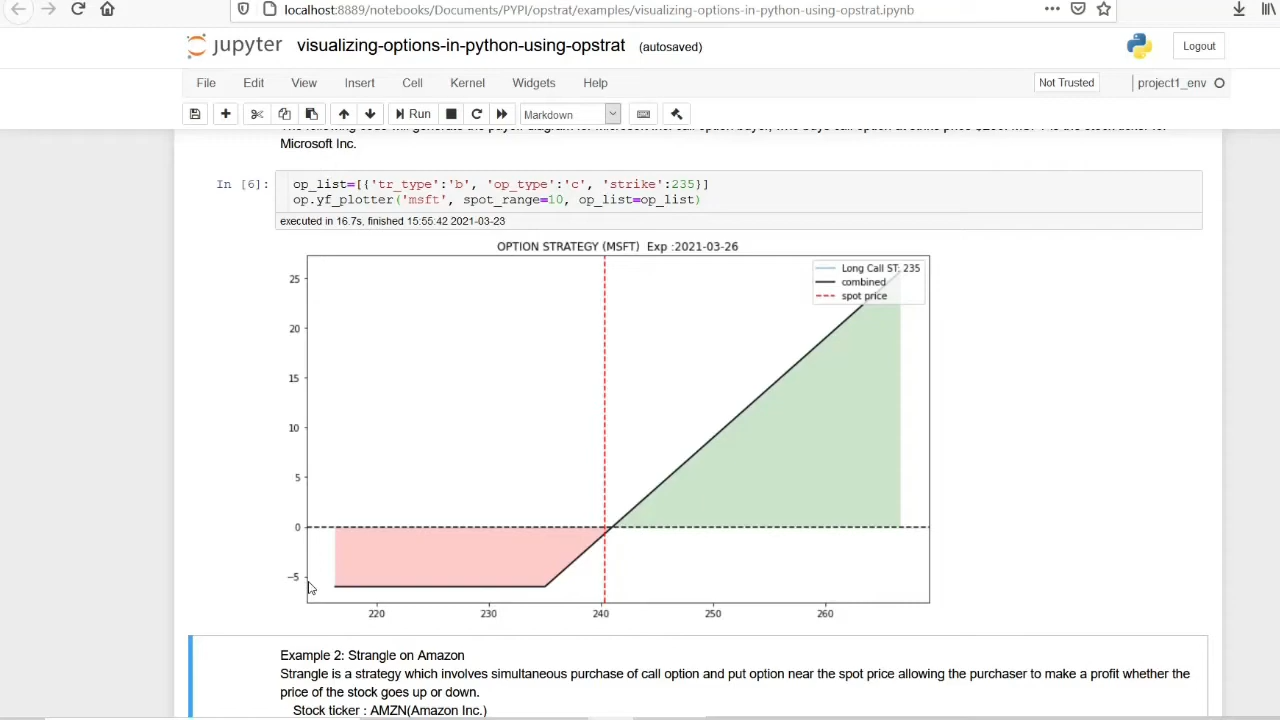 localhost:8889/notebooks/Documents/PYPI/opstrat/examples/visualizing-options-in-python-using-opstrat.ipynb
jupyter visualizing-options-in-python-using-opstrat (autosaved)
Logout
File Edit View Insert Cell Kernel Widgets Help
Not Trusted project1_env
Run Markdown
Microsoft Inc.
In [6]: op_list=[{'tr_type':'b', 'op_type':'c', 'strike':235}]
op.yf_plotter('msft', spot_range=10, op_list=op_list)
executed in 16.7s, finished 15:55:42 2021-03-23
OPTION STRATEGY (MSFT) Exp :2021-03-26
Long Call ST: 235
combined
spot price
25
20
15
10
5
0
−5
220 230 240 250 260
Example 2: Strangle on Amazon
Strangle is a strategy which involves simultaneous purchase of call option and put option near the spot price allowing the purchaser to make a profit whether the
price of the stock goes up or down.
Stock ticker : AMZN(Amazon Inc.)